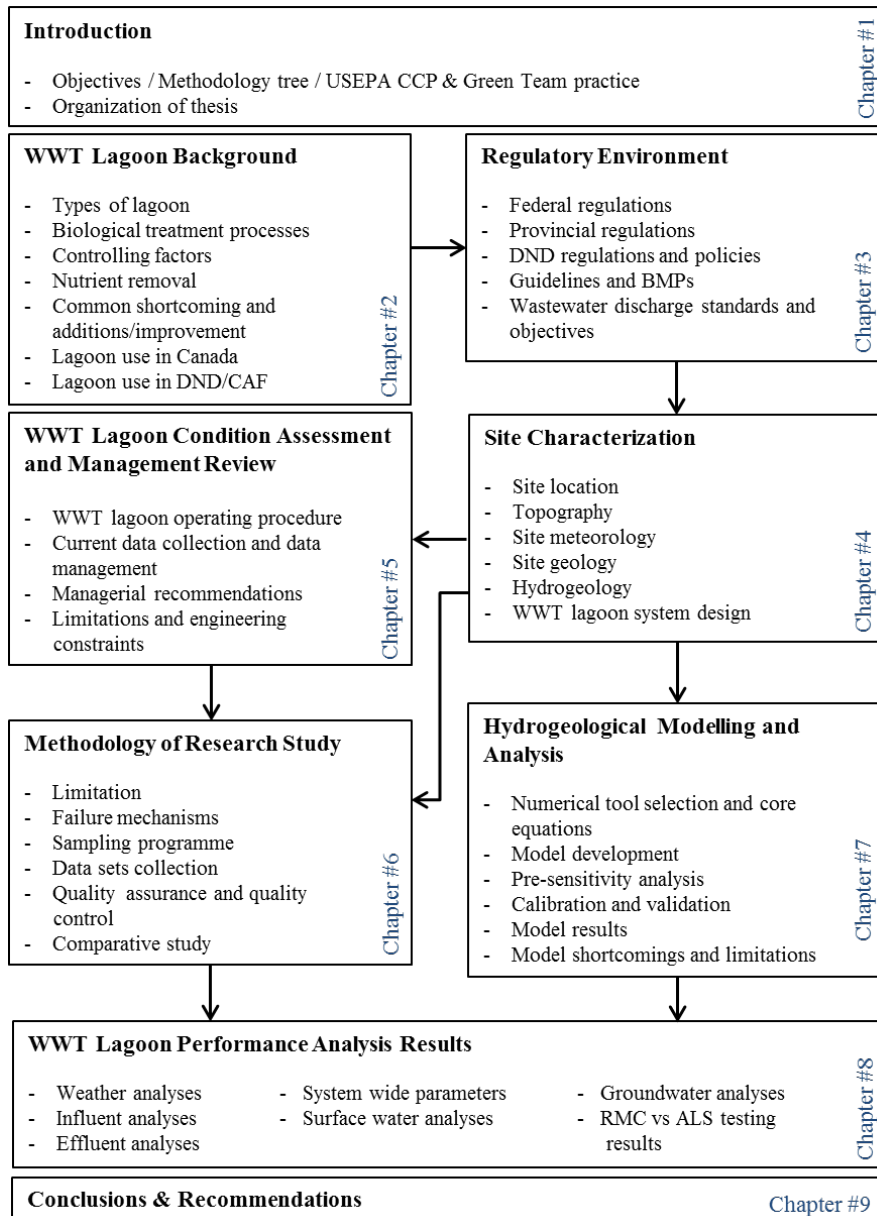 Introduction
- Objectives / Methodology tree / USEPA CCP & Green Team practice
- Organization of thesis
Chapter #1
WWT Lagoon Background
- Types of lagoon
- Biological treatment processes
- Controlling factors
- Nutrient removal
- Common shortcoming and
additions/improvement
- Lagoon use in Canada
- Lagoon use in DND/CAF
Chapter #2
Regulatory Environment
- Federal regulations
- Provincial regulations
- DND regulations and policies
- Guidelines and BMPs
- Wastewater discharge standards and
objectives
Chapter #3
Site Characterization
- Site location
- Topography
- Site meteorology
- Site geology
- Hydrogeology
- WWT lagoon system design
Chapter #4
WWT Lagoon Condition Assessment
and Management Review
- WWT lagoon operating procedure
- Current data collection and data
management
- Managerial recommendations
- Limitations and engineering
constraints
Chapter #5
Methodology of Research Study
- Limitation
- Failure mechanisms
- Sampling programme
- Data sets collection
- Quality assurance and quality
control
- Comparative study
Chapter #6
Hydrogeological Modelling and
Analysis
- Numerical tool selection and core
equations
- Model development
- Pre-sensitivity analysis
- Calibration and validation
- Model results
- Model shortcomings and limitations
Chapter #7
WWT Lagoon Performance Analysis Results
- Weather analyses
- Influent analyses
- Effluent analyses
- System wide parameters
- Surface water analyses
- Groundwater analyses
- RMC vs ALS testing
results
Chapter #8
Conclusions & Recommendations
Chapter #9